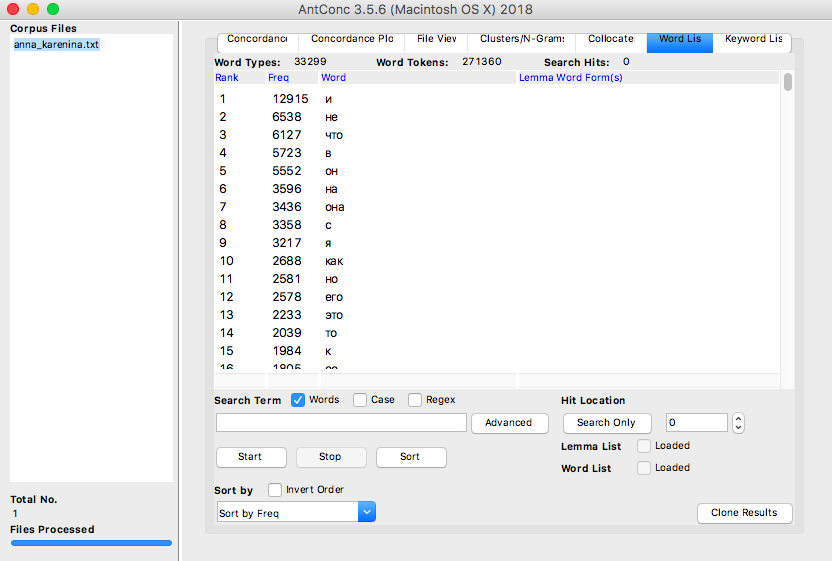 AntConc 3.5.6 (Macintosh OS X) 2018
Corpus Files
anna_karenina.txt
Total No.
1
Files Processed
Concordance Concordance Plo File View Clusters/N-Grams Collocate Word Lis Keyword Lis
Word Types: 33299 Word Tokens: 271360 Search Hits: 0
Rank Freq Word Lemma Word Form(s)
1 12915 и
2 6538 не
3 6127 что
4 5723 в
5 5552 он
6 3596 на
7 3436 она
8 3358 с
9 3217 я
10 2688 как
11 2581 но
12 2578 его
13 2233 это
14 2039 то
15 1984 к
16 1805
Search Term Words Case Regex Hit Location
Advanced Search Only 0
Lemma List Loaded
Start Stop Sort
Word List Loaded
Sort by Invert Order
Sort by Freq
Clone Results